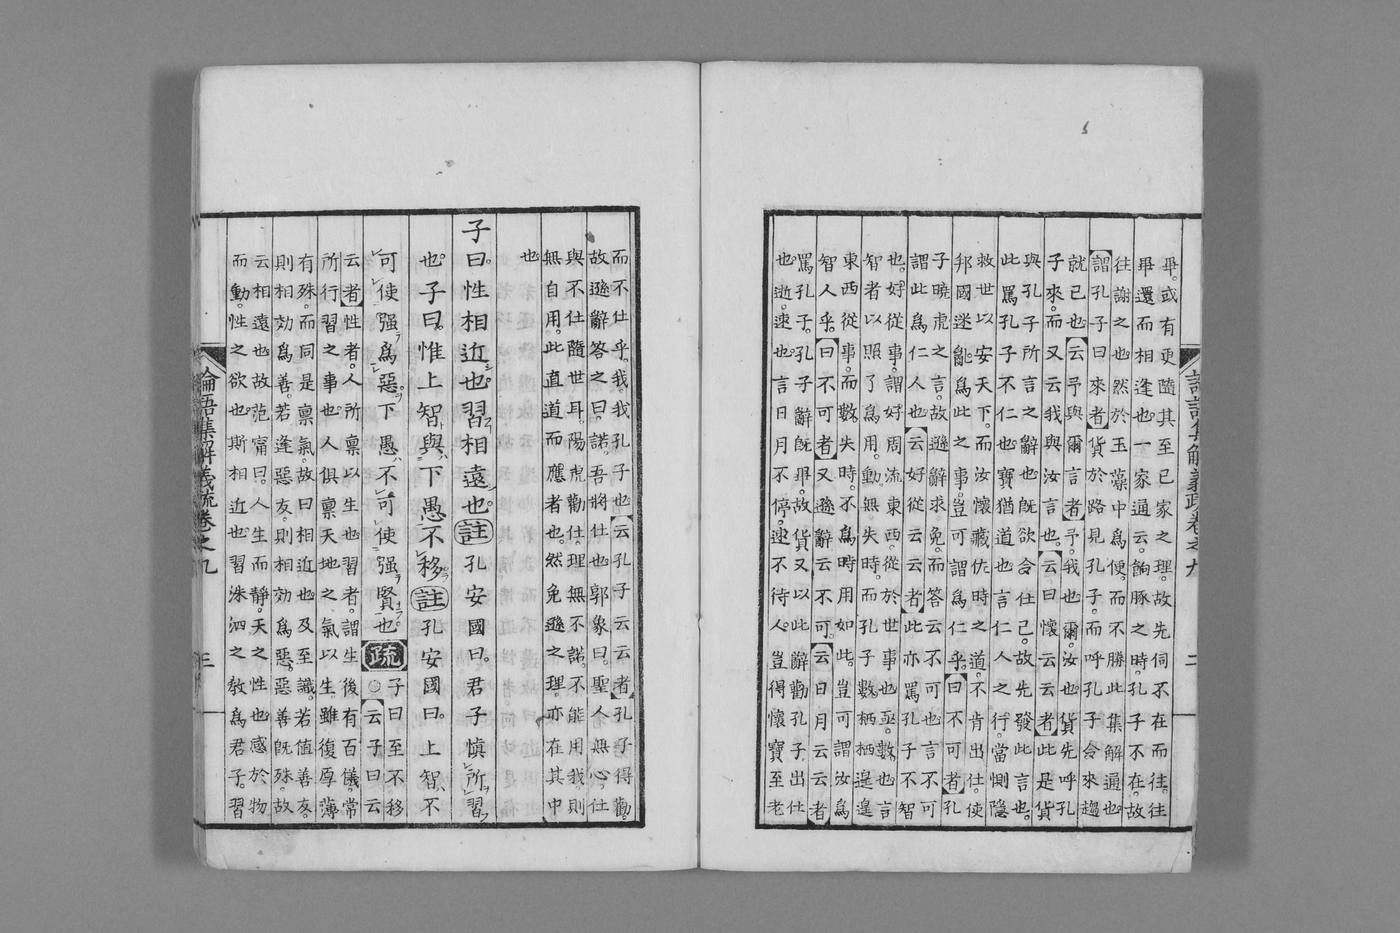 畢。或有更隨其至已家之理。故先伺不在而往。往
畢還而相逢也一家通云。餉豚之時。孔子不在。故
往謝之也然於玉藻中爲便。而不勝此集解通也
謂孔子曰來者貨於路見孔子。而呼孔子令來趨
就已也云予與爾言者予。我也爾。汝也貨先呼孔
子來。而又云我與汝言也。云曰懷云云者此是貨
與孔子所言之辭也既欲令仕己。故先發此言也。
此罵孔子不仁也寶猶道也言仁人之行。當惻隱
救世以安天下。而汝懷藏佐時之道。不肯出仕。使
邦國迷亂爲此之事。豈可謂爲仁乎。曰不可者孔
子曉虎之言。故遜辭求免。而答云不可也言不可
謂此爲仁人也云好從云云者此亦罵孔子不智
也。好從事。謂好周流東西。從於世事也亟。數也言
智者以照了爲用。動無失時。而孔子數栖栖遑遑
東西從事。而數失時。不爲時用如此。豈可謂汝爲
智人乎。曰不可者又遜辭云不可。云日月云云者
罵孔子。孔子辭既畢。故貨又以此辭勸孔子出仕
也逝。速也言日月不停。速不待人。豈得懷寶至老
而不仕乎。我。我孔子也云孔子云云者孔子得勸。
故遜辭答之曰。諾。吾將仕也郭象曰。聖人無心。仕
與不仕隨世耳。陽虎勸仕。理無不諾。不能用我。則
無自用。此直道而應者也。然免遜之理。亦在其中
也
子曰。性相近也。習相遠也。註孔安國曰。君子愼所習
也。子曰。惟上智與下愚不移註孔安國曰。上智。不
可使强爲惡。下愚。不可使强賢也。疏子曰至不移
○云子曰云
云者性者。人所稟以生也習者。謂生後有百儀。常
所行習之事也人俱稟天地之氣以生。雖復厚薄
有殊。而同是稟氣。故曰相近也及至識。若値善友。
則相効爲善。若逢惡友。則相効爲惡。惡善既殊。故
云相遠也故范甯曰。人生而靜。天之性也感於物
而動。性之欲也。斯相近也習洙泗之敎爲君子。習
論語集解義疏卷之九
三